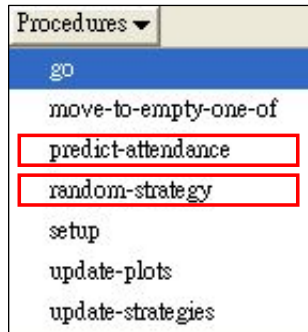 Procedures
go
move-to-empty-one-of
predict-attendance
random-strategy
setup
update-plots
update-strategies